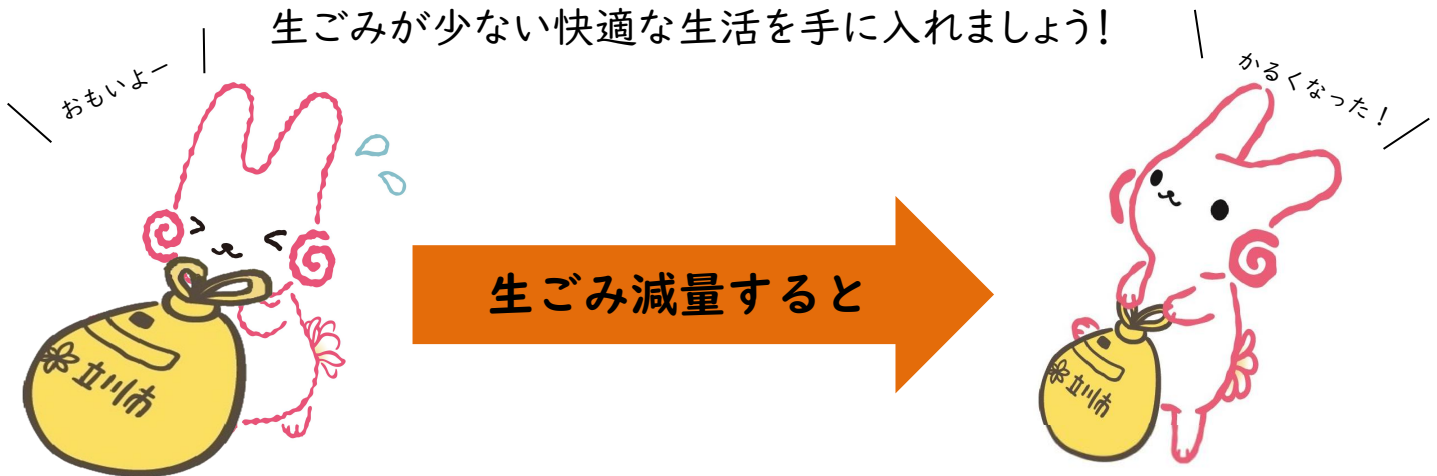 生ごみが少ない快適な生活を手に入れましょう！
おもいよー
かるくなった！
生ごみ減量すると
立川市
立川市